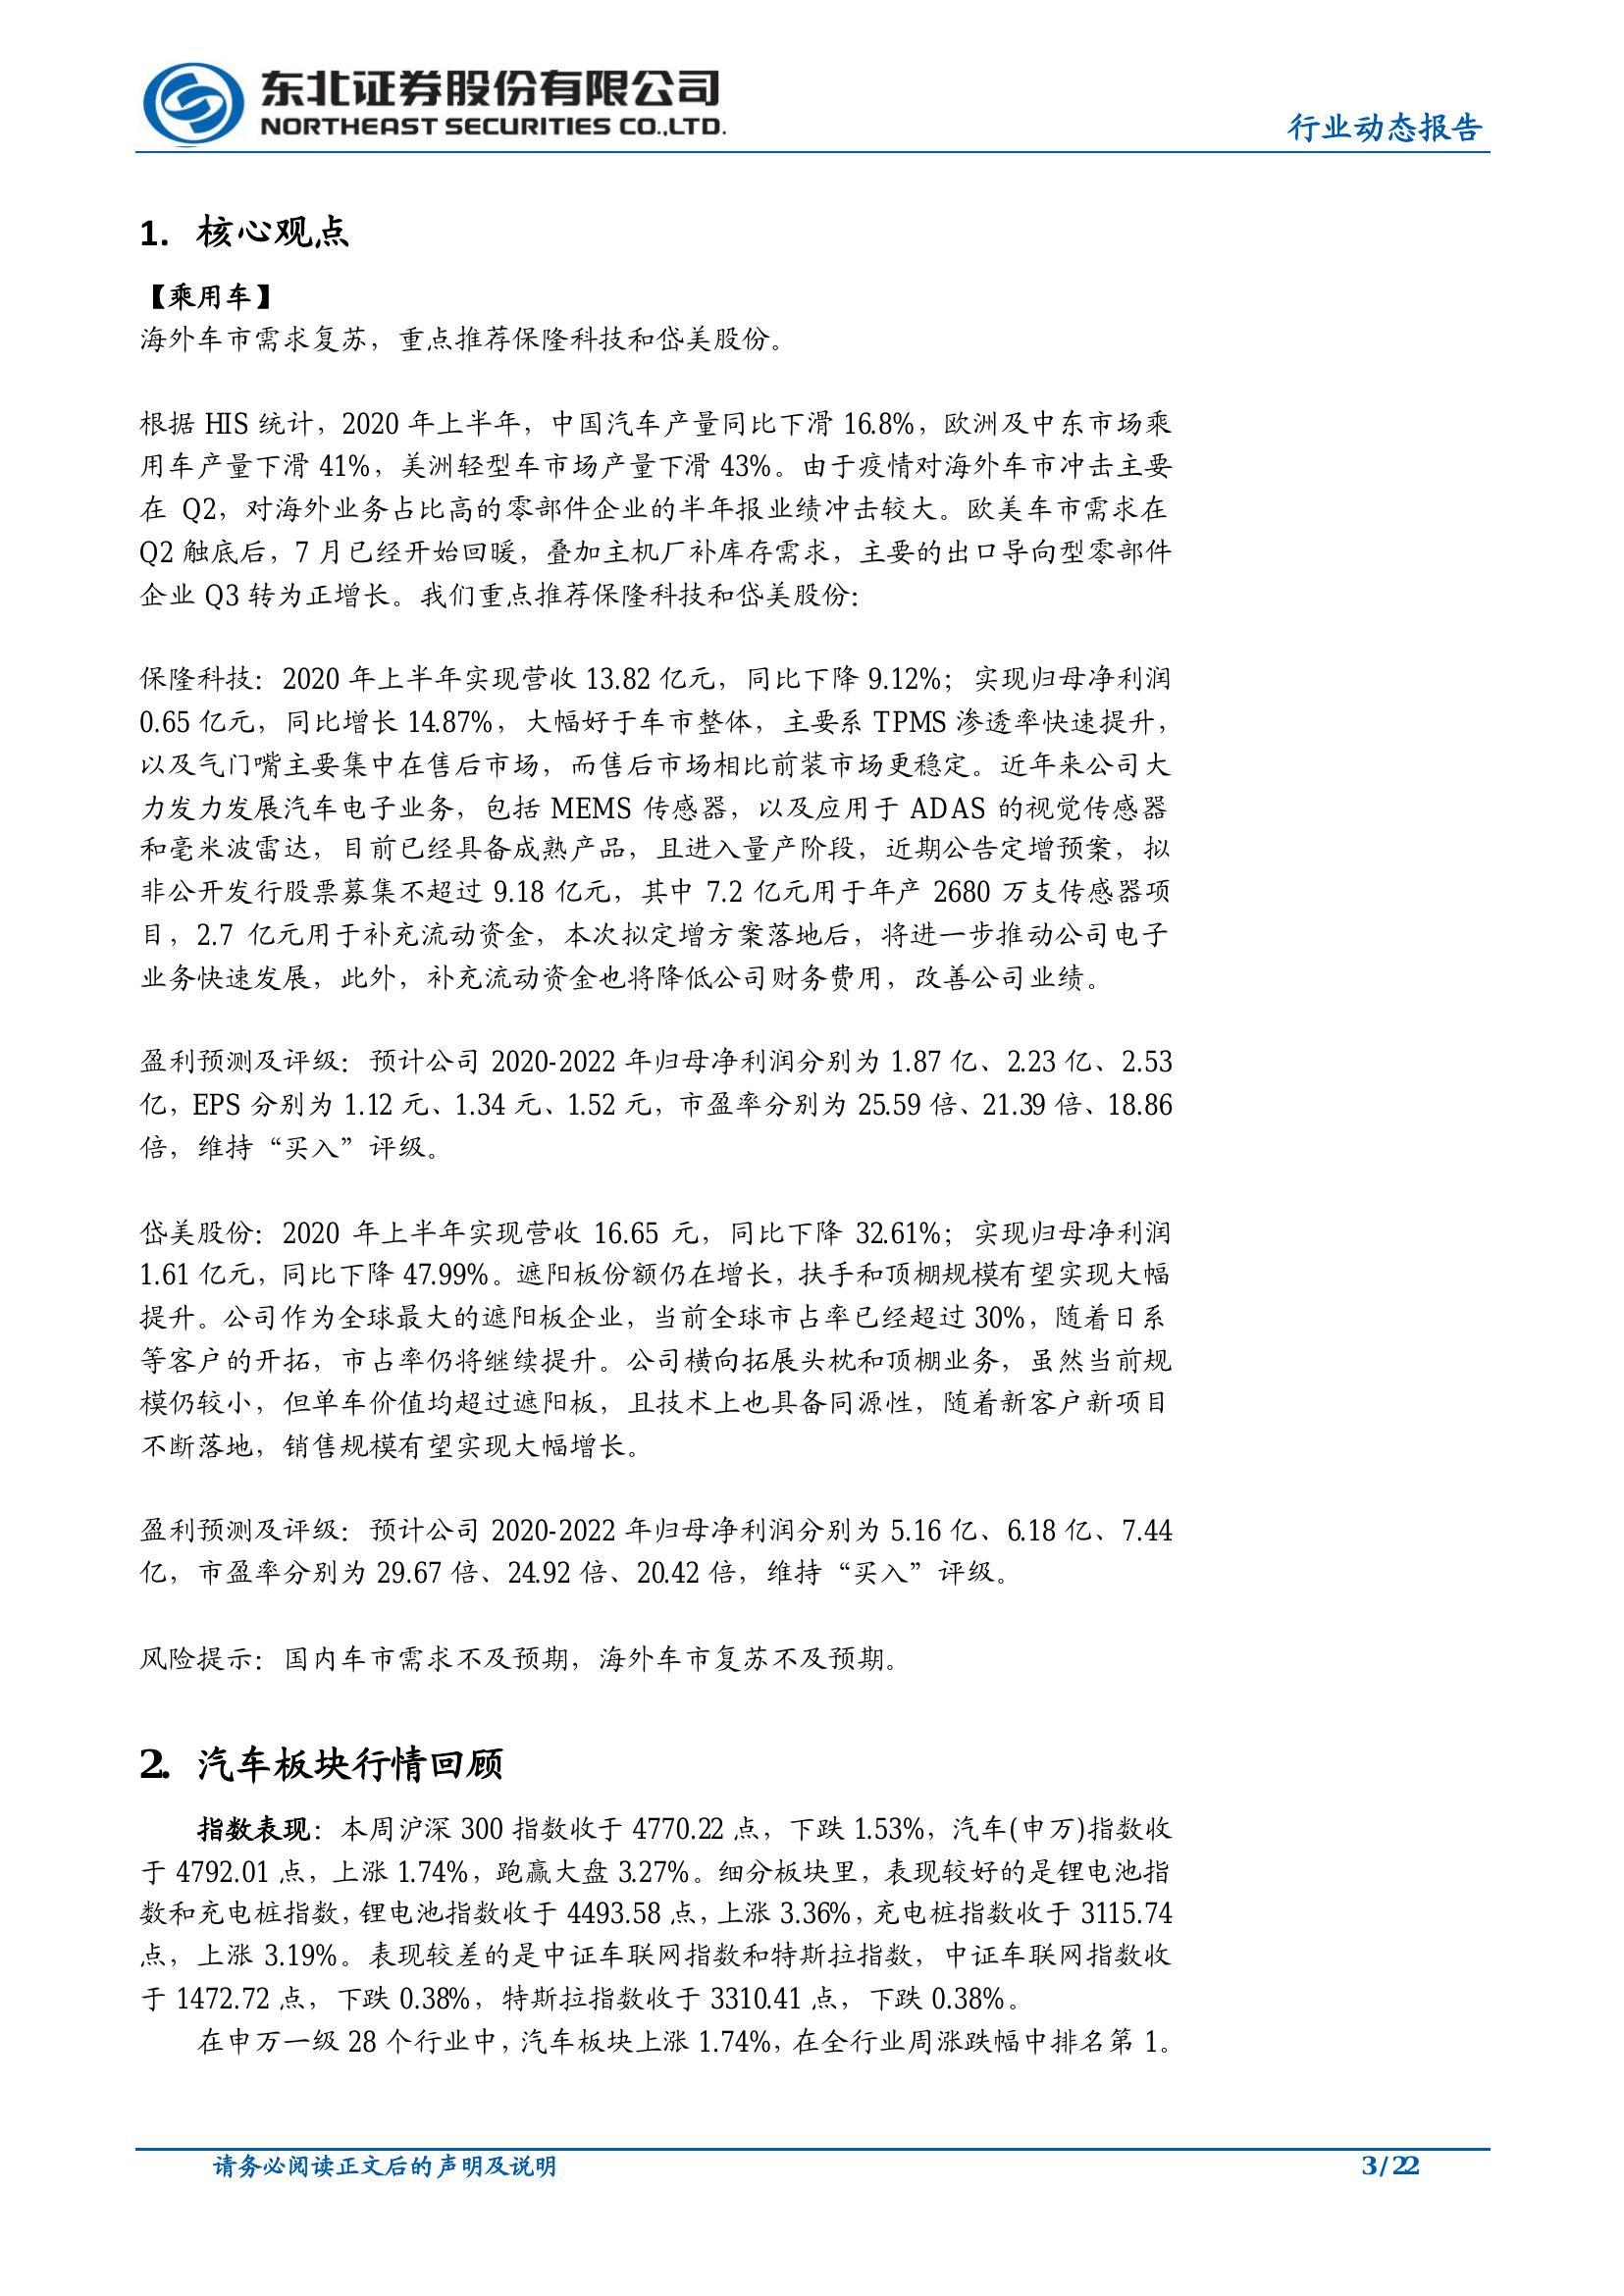 东北证券股份有限公司
NORTHEAST SECURITIES CO.,LTD.
行业动态报告
1. 核心观点
【乘用车】
海外车市需求复苏，重点推荐保隆科技和岱美股份。
根据 HIS 统计，2020 年上半年，中国汽车产量同比下滑 16.8%，欧洲及中东市场乘
用车产量下滑 41%，美洲轻型车市场产量下滑 43%。由于疫情对海外车市冲击主要
在 Q2，对海外业务占比高的零部件企业的半年报业绩冲击较大。欧美车市需求在
Q2 触底后，7 月已经开始回暖，叠加主机厂补库存需求，主要的出口导向型零部件
企业 Q3 转为正增长。我们重点推荐保隆科技和岱美股份：
保隆科技：2020 年上半年实现营收 13.82 亿元，同比下降 9.12%；实现归母净利润
0.65 亿元，同比增长 14.87%，大幅好于车市整体，主要系 TPMS 渗透率快速提升，
以及气门嘴主要集中在售后市场，而售后市场相比前装市场更稳定。近年来公司大
力发力发展汽车电子业务，包括 MEMS 传感器，以及应用于 ADAS 的视觉传感器
和毫米波雷达，目前已经具备成熟产品，且进入量产阶段，近期公告定增预案，拟
非公开发行股票募集不超过 9.18 亿元，其中 7.2 亿元用于年产 2680 万支传感器项
目，2.7 亿元用于补充流动资金，本次拟定增方案落地后，将进一步推动公司电子
业务快速发展，此外，补充流动资金也将降低公司财务费用，改善公司业绩。
盈利预测及评级：预计公司 2020-2022 年归母净利润分别为 1.87 亿、2.23 亿、2.53
亿，EPS 分别为 1.12 元、1.34 元、1.52 元，市盈率分别为 25.59 倍、21.39 倍、18.86
倍，维持“买入”评级。
岱美股份：2020 年上半年实现营收 16.65 元，同比下降 32.61%；实现归母净利润
1.61 亿元，同比下降 47.99%。遮阳板份额仍在增长，扶手和顶棚规模有望实现大幅
提升。公司作为全球最大的遮阳板企业，当前全球市占率已经超过 30%，随着日系
等客户的开拓，市占率仍将继续提升。公司横向拓展头枕和顶棚业务，虽然当前规
模仍较小，但单车价值均超过遮阳板，且技术上也具备同源性，随着新客户新项目
不断落地，销售规模有望实现大幅增长。
盈利预测及评级：预计公司 2020-2022 年归母净利润分别为 5.16 亿、6.18 亿、7.44
亿，市盈率分别为 29.67 倍、24.92 倍、20.42 倍，维持“买入”评级。
风险提示：国内车市需求不及预期，海外车市复苏不及预期。
2. 汽车板块行情回顾
指数表现：本周沪深 300 指数收于 4770.22 点，下跌 1.53%，汽车(申万)指数收
于 4792.01 点，上涨 1.74%，跑赢大盘 3.27%。细分板块里，表现较好的是锂电池指
数和充电桩指数，锂电池指数收于 4493.58 点，上涨 3.36%，充电桩指数收于 3115.74
点，上涨 3.19%。表现较差的是中证车联网指数和特斯拉指数，中证车联网指数收
于 1472.72 点，下跌 0.38%，特斯拉指数收于 3310.41 点，下跌 0.38%。
在申万一级 28 个行业中，汽车板块上涨 1.74%，在全行业周涨跌幅中排名第 1。
请务必阅读正文后的声明及说明
3 / 22